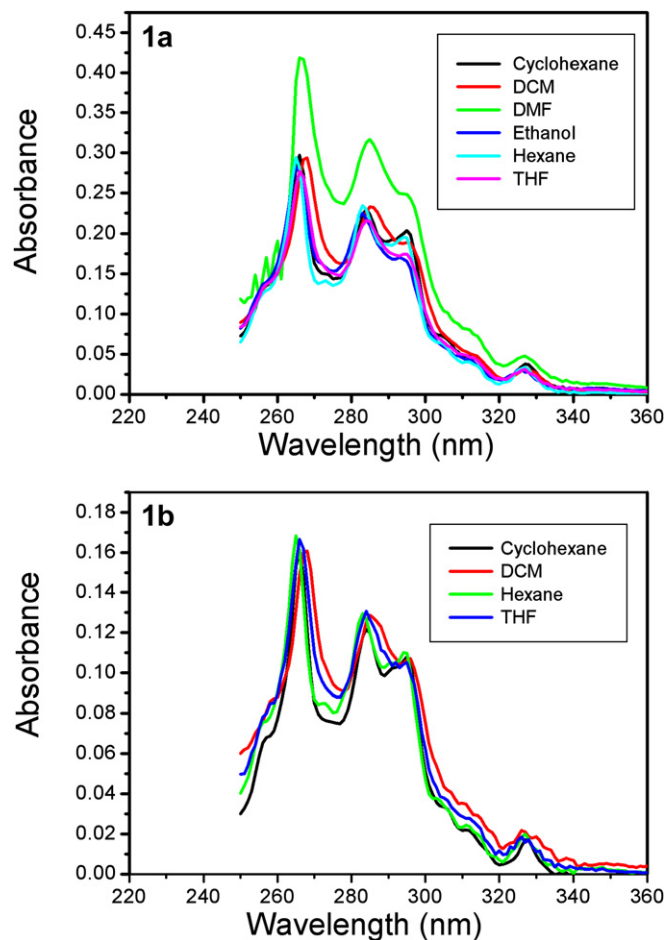 1a
Absorbance
0.45
0.40
0.35
0.30
0.25
0.20
0.15
0.10
0.05
0.00
Cyclohexane
DCM
DMF
Ethanol
Hexane
THF
220 240 260 280 300 320 340 360
Wavelength (nm)
1b
Absorbance
0.18
0.16
0.14
0.12
0.10
0.08
0.06
0.04
0.02
0.00
Cyclohexane
DCM
Hexane
THF
220 240 260 280 300 320 340 360
Wavelength (nm)